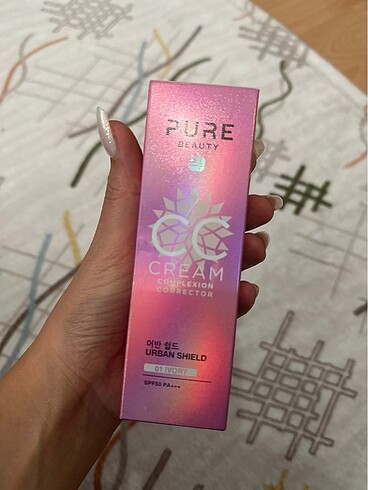 PURE
BEAUTY
CC
CREAM
COMPLEXION
CORRECTOR
어반 쉴드
URBAN SHIELD
01 IVORY
SPF50 PA+++